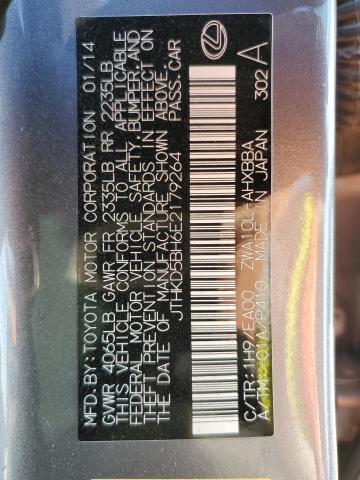 MFD.BY:TOYOTA MOTOR CORPORATION 01/14
GVWR 4065LB GAWR FR 2335LB RR 2235LB
THIS VEHICLE CONFORMS TO ALL APPLICABLE
FEDERAL MOTOR VEHICLE SAFETY, BUMPER, AND
THEFT PREVENTION STANDARDS IN EFFECT ON
THE DATE OF MANUFACTURE SHOWN ABOVE.
JTHKD5BH6E2179264 PASS.CAR
C/TR: 1H9/EA00 ZWA10L-AHXBBA
A/TM: -01A/P410 MADE IN JAPAN 302 A